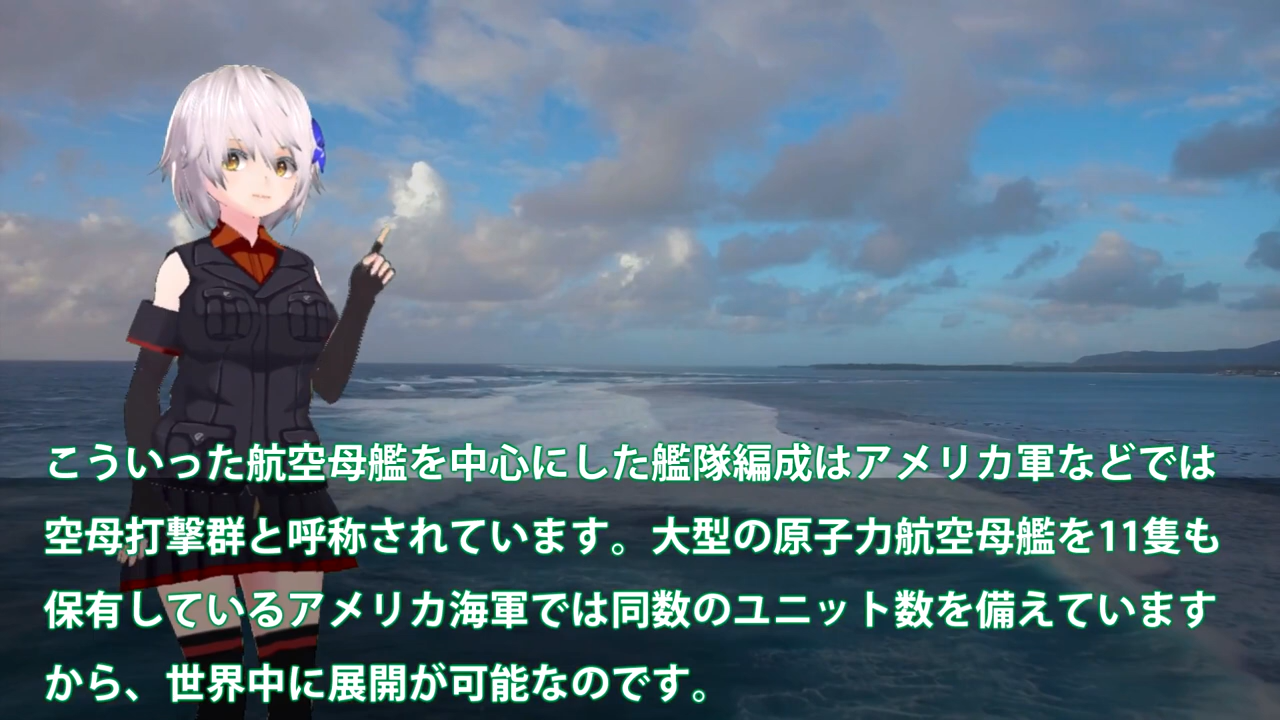 こういった航空母艦を中心にした艦隊編成はアメリカ軍などでは
空母打撃群と呼称されています。大型の原子力航空母艦を11隻も
保有しているアメリカ海軍では同数のユニット数を備えています
から、世界中に展開が可能なのです。